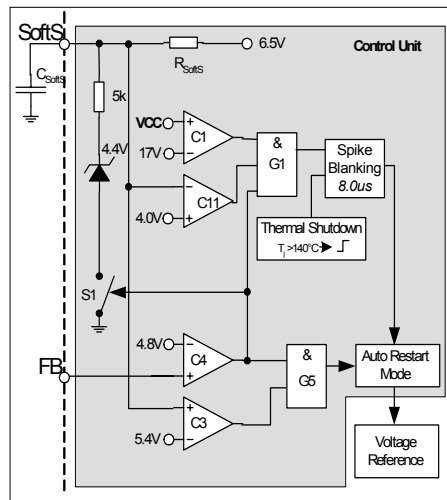 SoftS
Control Unit
6.5V
R SoftS
C SoftS
5k
4.4V
VCC
+
C1
17V
−
&
G1
Spike
Blanking
8.0us
−
C11
4.0V
+
Thermal Shutdown
Tj >140°C
S1
4.8V
−
C4
+
FB
&
G5
Auto Restart
Mode
+
C3
5.4V
−
Voltage
Reference